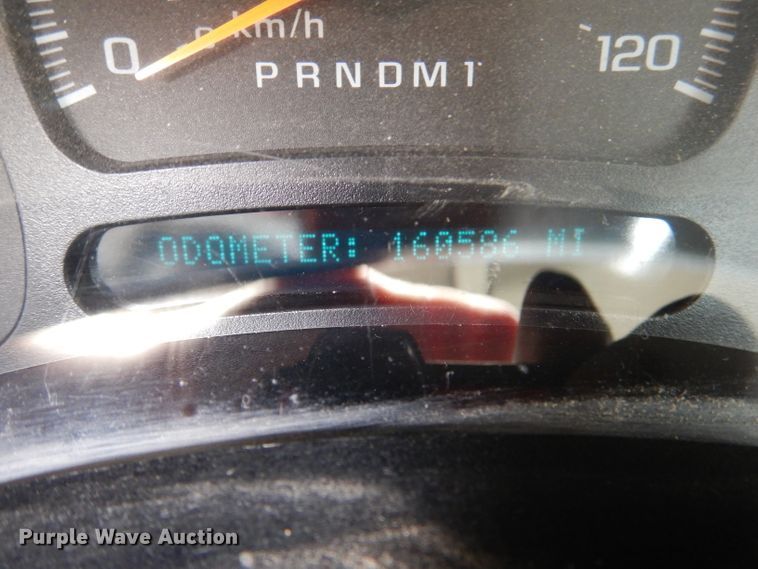 km/h
0
120
PRNDM1
ODOMETER: 160586 MI
Purple Wave Auction®